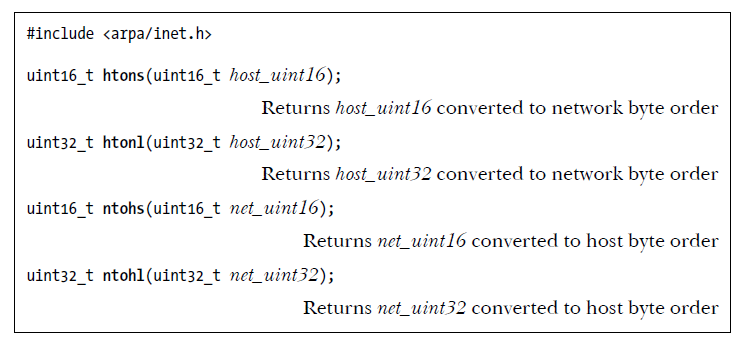 #include <arpa/inet.h>
uint16_t htons(uint16_t host_uint16);
Returns host_uint16 converted to network byte order
uint32_t htonl(uint32_t host_uint32);
Returns host_uint32 converted to network byte order
uint16_t ntohs(uint16_t net_uint16);
Returns net_uint16 converted to host byte order
uint32_t ntohl(uint32_t net_uint32);
Returns net_uint32 converted to host byte order